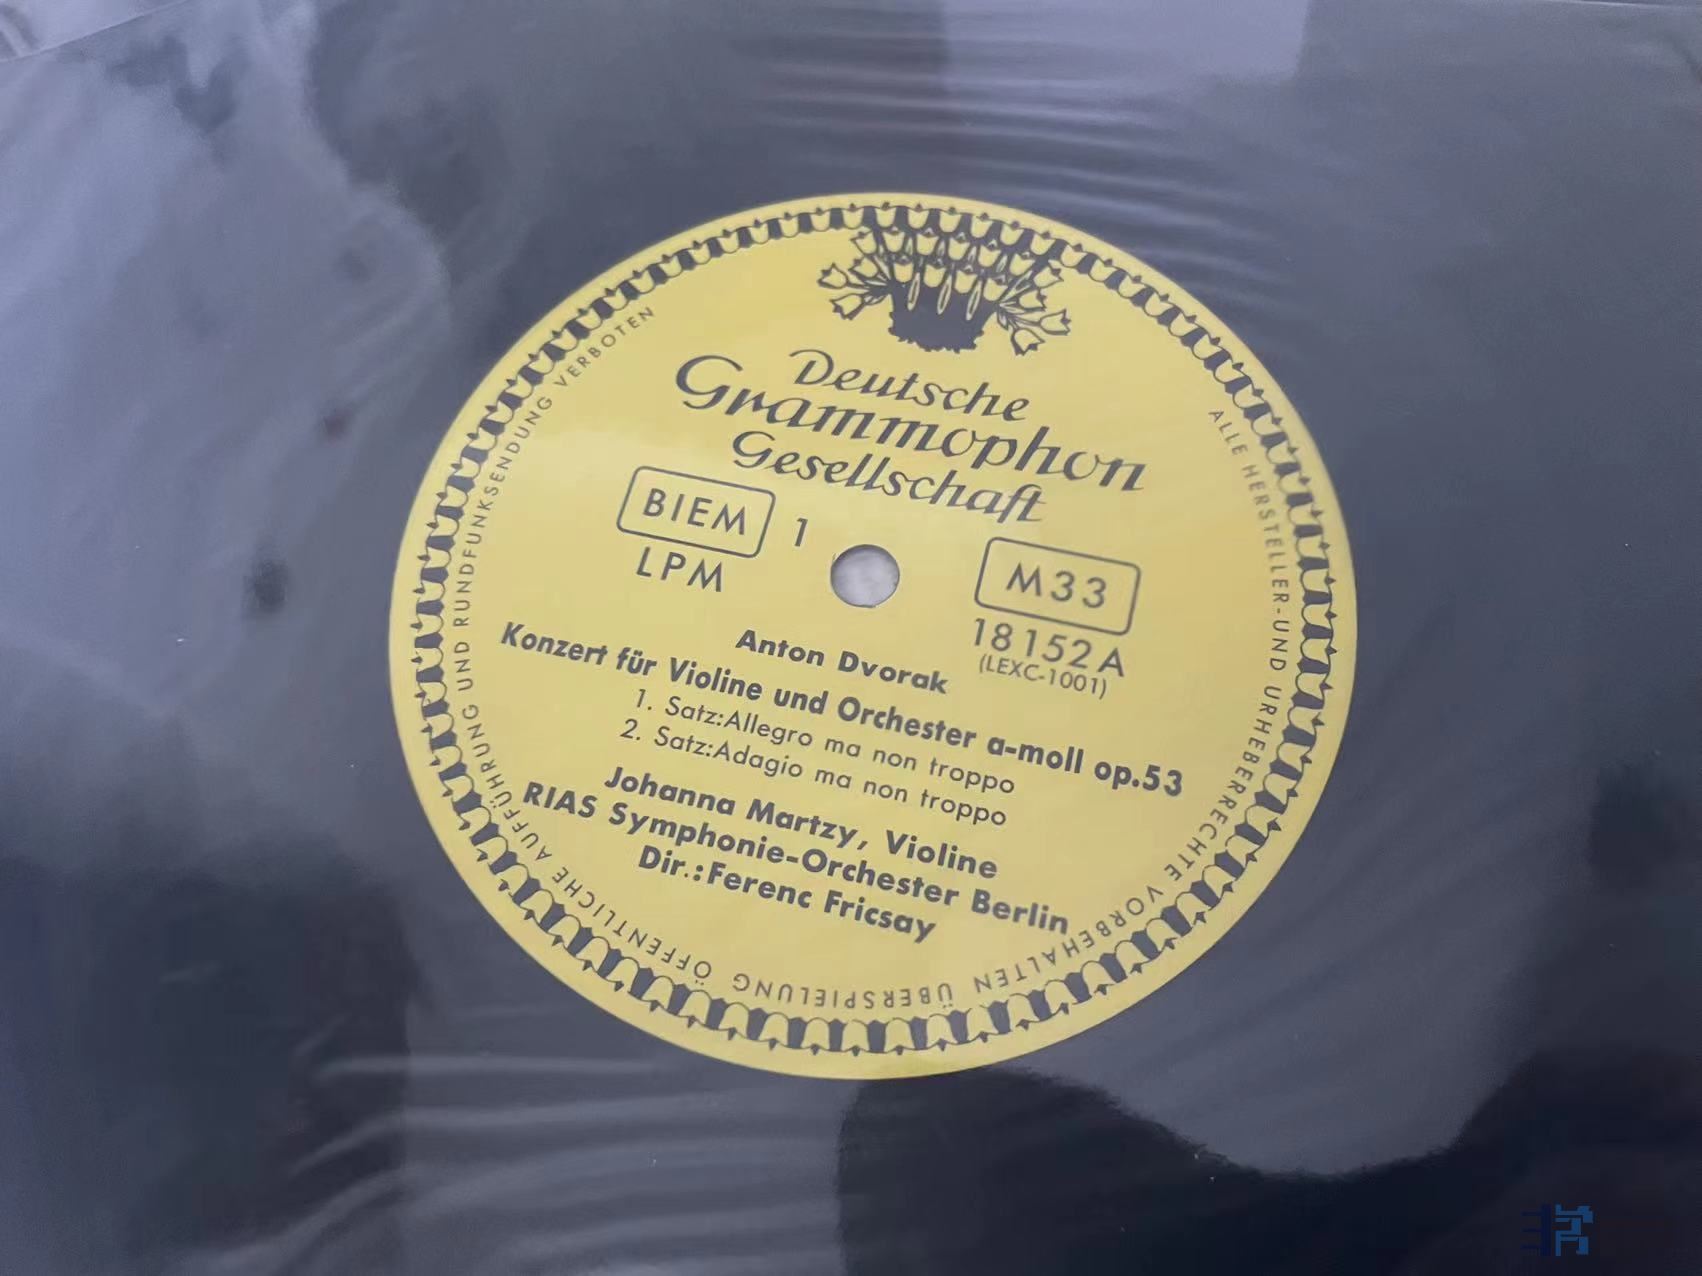 Deutsche
Grammophon
Gesellschaft
BIEM
LPM
1
M33
18152 A
(LEXC-1001)
Anton Dvorak
Konzert für Violine und Orchester a-moll op.53
1. Satz:Allegro ma non troppo
2. Satz:Adagio ma non troppo
Johanna Martzy, Violine
RIAS Symphonie-Orchester Berlin
Dir.:Ferenc Fricsay
ALLE HERSTELLER-UND URHEBERRECHTE VORBEHALTEN ÜBERSPIELUNG ÖFFENTLICHE AUFFÜHRUNG UND RUNDFUNKSENDUNG VERBOTEN